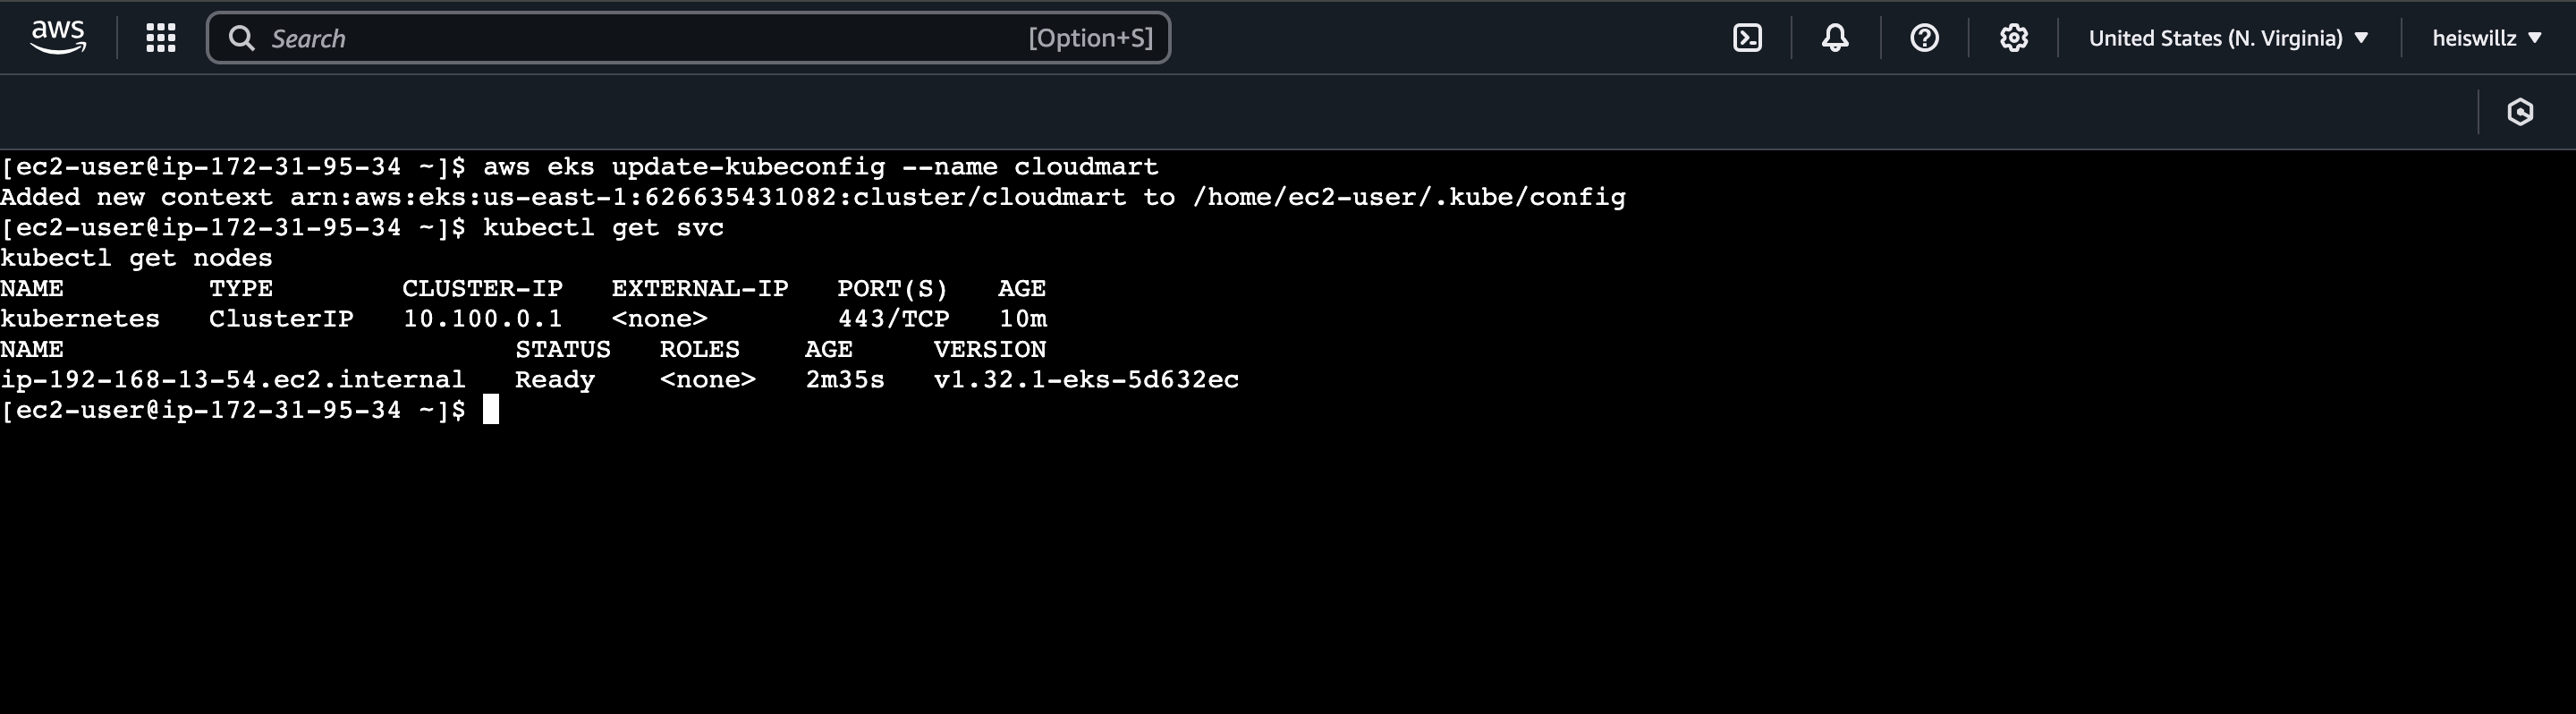 aws
Search [Option+S] United States (N. Virginia) heiswillz
[ec2-user@ip-172-31-95-34 ~]$ aws eks update-kubeconfig --name cloudmart
Added new context arn:aws:eks:us-east-1:626635431082:cluster/cloudmart to /home/ec2-user/.kube/config
[ec2-user@ip-172-31-95-34 ~]$ kubectl get svc
kubectl get nodes
NAME         TYPE        CLUSTER-IP   EXTERNAL-IP   PORT(S)   AGE
kubernetes   ClusterIP   10.100.0.1   <none>        443/TCP   10m
NAME                            STATUS   ROLES    AGE     VERSION
ip-192-168-13-54.ec2.internal   Ready    <none>   2m35s   v1.32.1-eks-5d632ec
[ec2-user@ip-172-31-95-34 ~]$